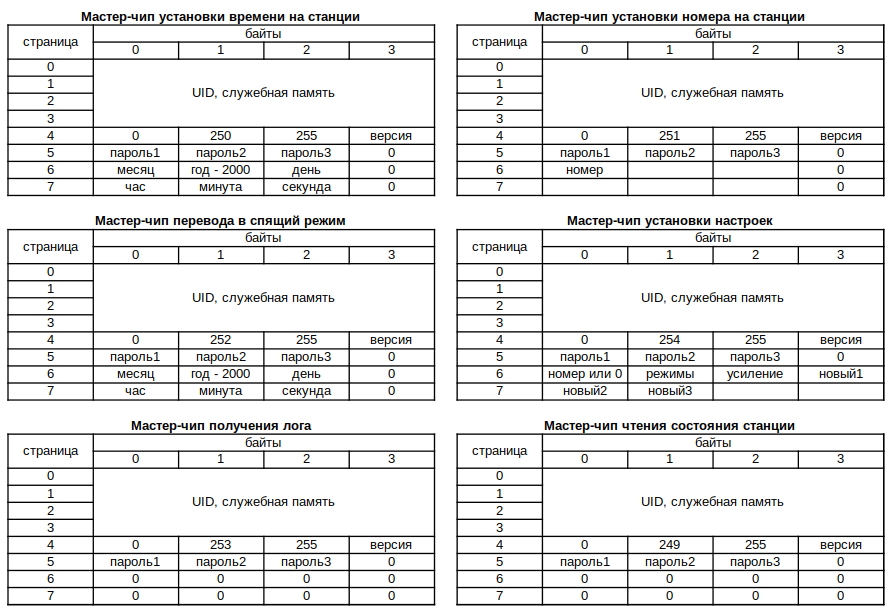 Мастер-чип установки времени на станции
страница байты
0 1 2 3
0
1
2
3
UID, служебная память
4 0 250 255 версия
5 пароль1 пароль2 пароль3 0
6 месяц год - 2000 день 0
7 час минута секунда 0
Мастер-чип установки номера на станции
страница байты
0 1 2 3
0
1
2
3
UID, служебная память
4 0 251 255 версия
5 пароль1 пароль2 пароль3 0
6 номер 0
7 0
Мастер-чип перевода в спящий режим
страница байты
0 1 2 3
0
1
2
3
UID, служебная память
4 0 252 255 версия
5 пароль1 пароль2 пароль3 0
6 месяц год - 2000 день 0
7 час минута секунда 0
Мастер-чип установки настроек
страница байты
0 1 2 3
0
1
2
3
UID, служебная память
4 0 254 255 версия
5 пароль1 пароль2 пароль3 0
6 номер или 0 режимы усиление новый1
7 новый2 новый3
Мастер-чип получения лога
страница байты
0 1 2 3
0
1
2
3
UID, служебная память
4 0 253 255 версия
5 пароль1 пароль2 пароль3 0
6 0 0 0 0
7 0 0 0 0
Мастер-чип чтения состояния станции
страница байты
0 1 2 3
0
1
2
3
UID, служебная память
4 0 249 255 версия
5 пароль1 пароль2 пароль3 0
6 0 0 0 0
7 0 0 0 0